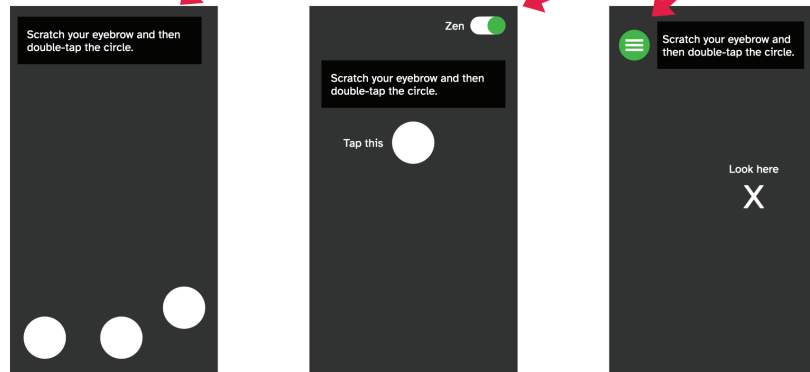 Scratch your eyebrow and then
double-tap the circle.
Zen
Scratch your eyebrow and then
double-tap the circle.
Tap this
Scratch your eyebrow and
then double-tap the circle.
Look here
X